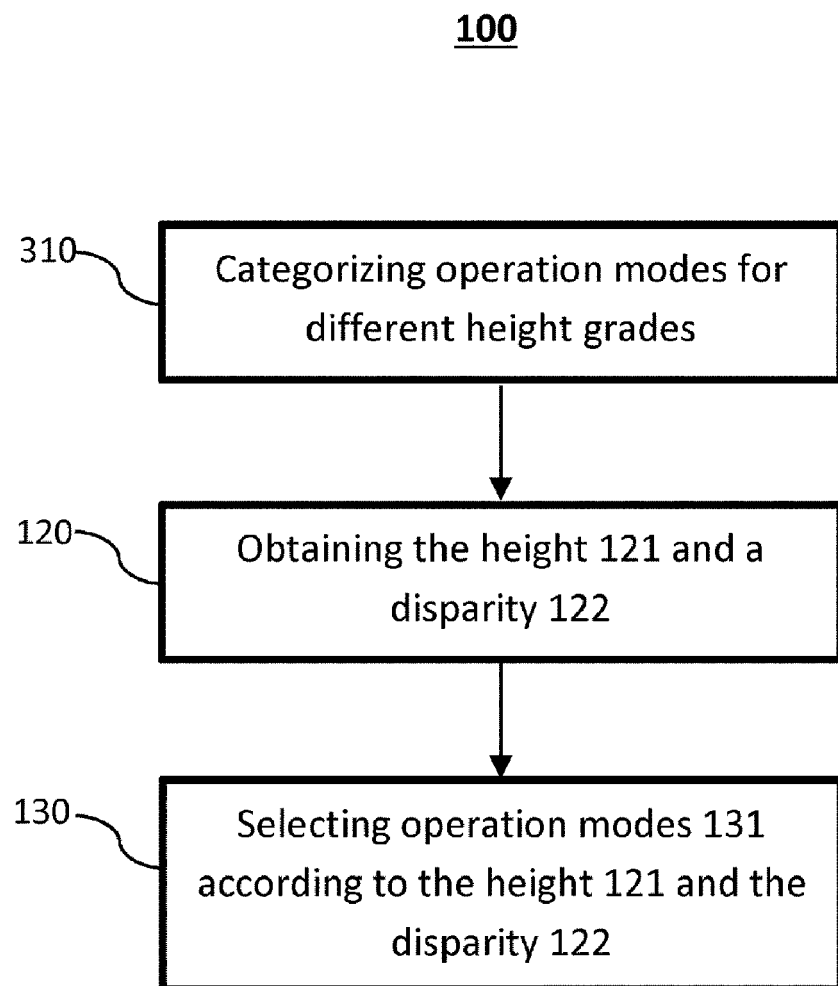 100
310
Categorizing operation modes for
different height grades
120
Obtaining the height 121 and a
disparity 122
130
Selecting operation modes 131
according to the height 121 and the
disparity 122